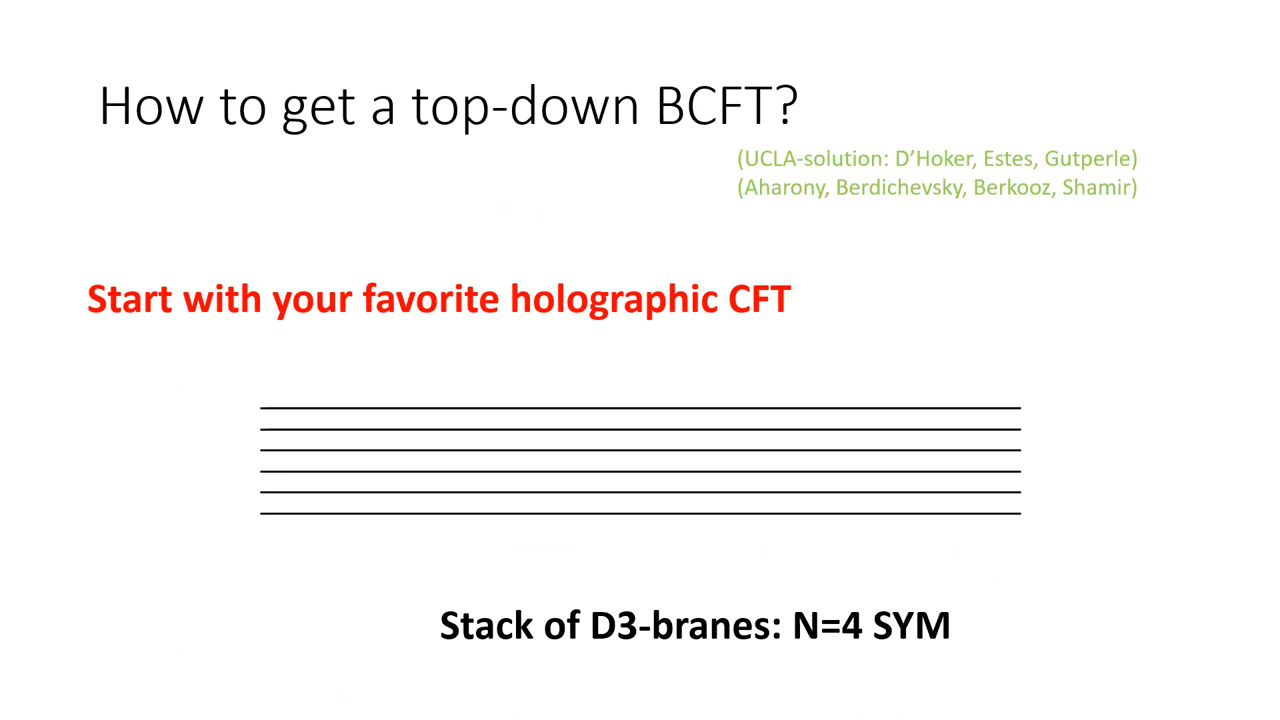 How to get a top-down BCFT?
(UCLA-solution: D’Hoker, Estes, Gutperle)
(Aharony, Berdichevsky, Berkooz, Shamir)
Start with your favorite holographic CFT
Stack of D3-branes: N=4 SYM